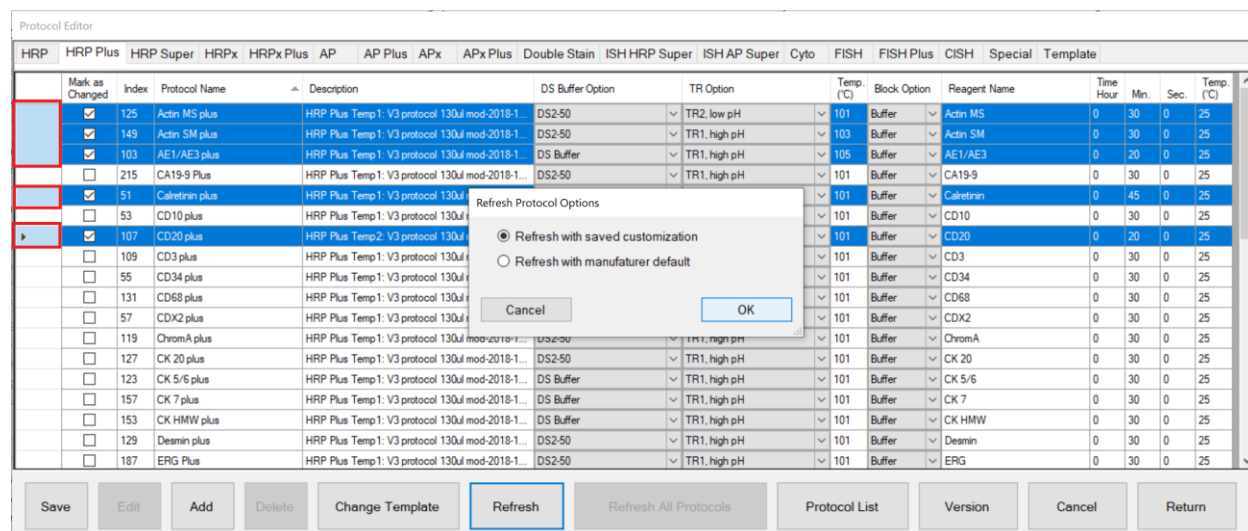 Protocol Editor
HRP HRP Plus HRP Super HRPx HRPx Plus AP AP Plus APx APx Plus Double Stain ISH HRP Super ISH AP Super Cyto FISH FISH Plus CISH Special Template
Mark as Changed Index Protocol Name Description DS Buffer Option TR Option Temp. (°C) Block Option Reagent Name Time Hour Min. Sec. Temp. (°C)
125 Actin MS plus HRP Plus Temp1: V3 protocol 130ul mod-2018-1... DS2-50 TR2, low pH 101 Buffer Actin MS 0 30 0 25
149 Actin SM plus HRP Plus Temp1: V3 protocol 130ul mod-2018-1... DS2-50 TR1, high pH 103 Buffer Actin SM 0 30 0 25
103 AE1/AE3 plus HRP Plus Temp1: V3 protocol 130ul mod-2018-1... DS Buffer TR1, high pH 105 Buffer AE1/AE3 0 20 0 25
215 CA19-9 Plus HRP Plus Temp1: V3 protocol 130ul mod-2018-1... DS2-50 TR1, high pH 101 Buffer CA19-9 0 30 0 25
51 Calretinin plus HRP Plus Temp1: V3 protocol 130ul 101 Buffer Calretinin 0 45 0 25
53 CD10 plus HRP Plus Temp1: V3 protocol 130ul 101 Buffer CD10 0 30 0 25
107 CD20 plus HRP Plus Temp2: V3 protocol 130ul 101 Buffer CD20 0 20 0 25
109 CD3 plus HRP Plus Temp1: V3 protocol 130ul 101 Buffer CD3 0 30 0 25
55 CD34 plus HRP Plus Temp1: V3 protocol 130ul 101 Buffer CD34 0 30 0 25
131 CD68 plus HRP Plus Temp1: V3 protocol 130ul 101 Buffer CD68 0 30 0 25
57 CDX2 plus HRP Plus Temp1: V3 protocol 130ul 101 Buffer CDX2 0 30 0 25
119 ChromA plus HRP Plus Temp1: V3 protocol 130ul mod-2018-1... DS2-50 TR1, high pH 101 Buffer ChromA 0 30 0 25
127 CK 20 plus HRP Plus Temp1: V3 protocol 130ul mod-2018-1... DS2-50 TR1, high pH 101 Buffer CK 20 0 30 0 25
123 CK 5/6 plus HRP Plus Temp1: V3 protocol 130ul mod-2018-1... DS Buffer TR1, high pH 101 Buffer CK 5/6 0 30 0 25
157 CK 7 plus HRP Plus Temp1: V3 protocol 130ul mod-2018-1... DS Buffer TR1, high pH 101 Buffer CK 7 0 30 0 25
153 CK HMW plus HRP Plus Temp1: V3 protocol 130ul mod-2018-1... DS Buffer TR1, high pH 101 Buffer CK HMW 0 30 0 25
129 Desmin plus HRP Plus Temp1: V3 protocol 130ul mod-2018-1... DS2-50 TR1, high pH 101 Buffer Desmin 0 30 0 25
187 ERG Plus HRP Plus Temp1: V3 protocol 130ul mod-2018-1... DS2-50 TR1, high pH 101 Buffer ERG 0 30 0 25
Refresh Protocol Options
Refresh with saved customization
Refresh with manufaturer default
Cancel OK
Save Edit Add Delete Change Template Refresh Refresh All Protocols Protocol List Version Cancel Return